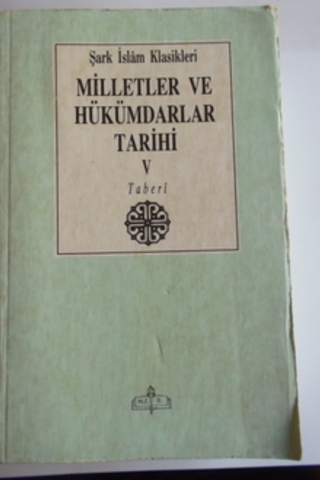 Şark İslâm Klasikleri
MİLLETLER VE
HÜKÜMDARLAR
TARİHİ
V
Taberî